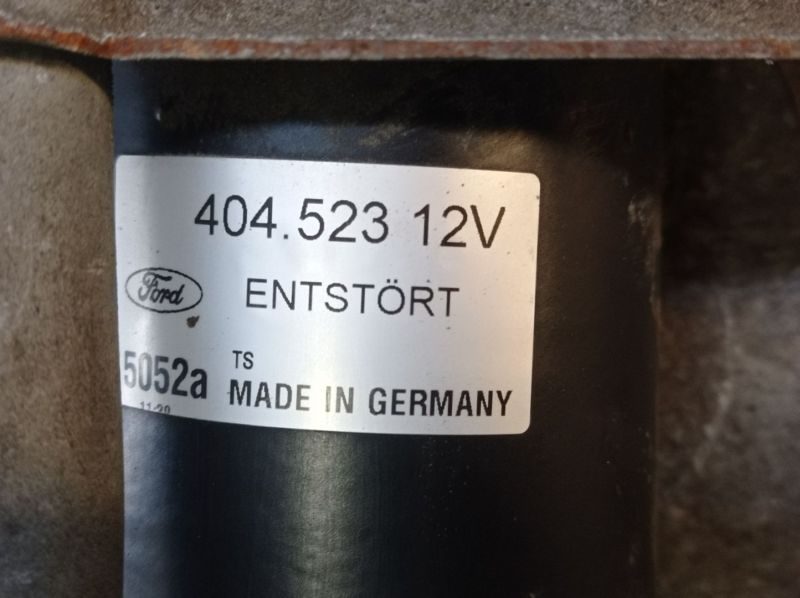 404.523 12V
Ford
ENTSTÖRT
TS
5052a MADE IN GERMANY